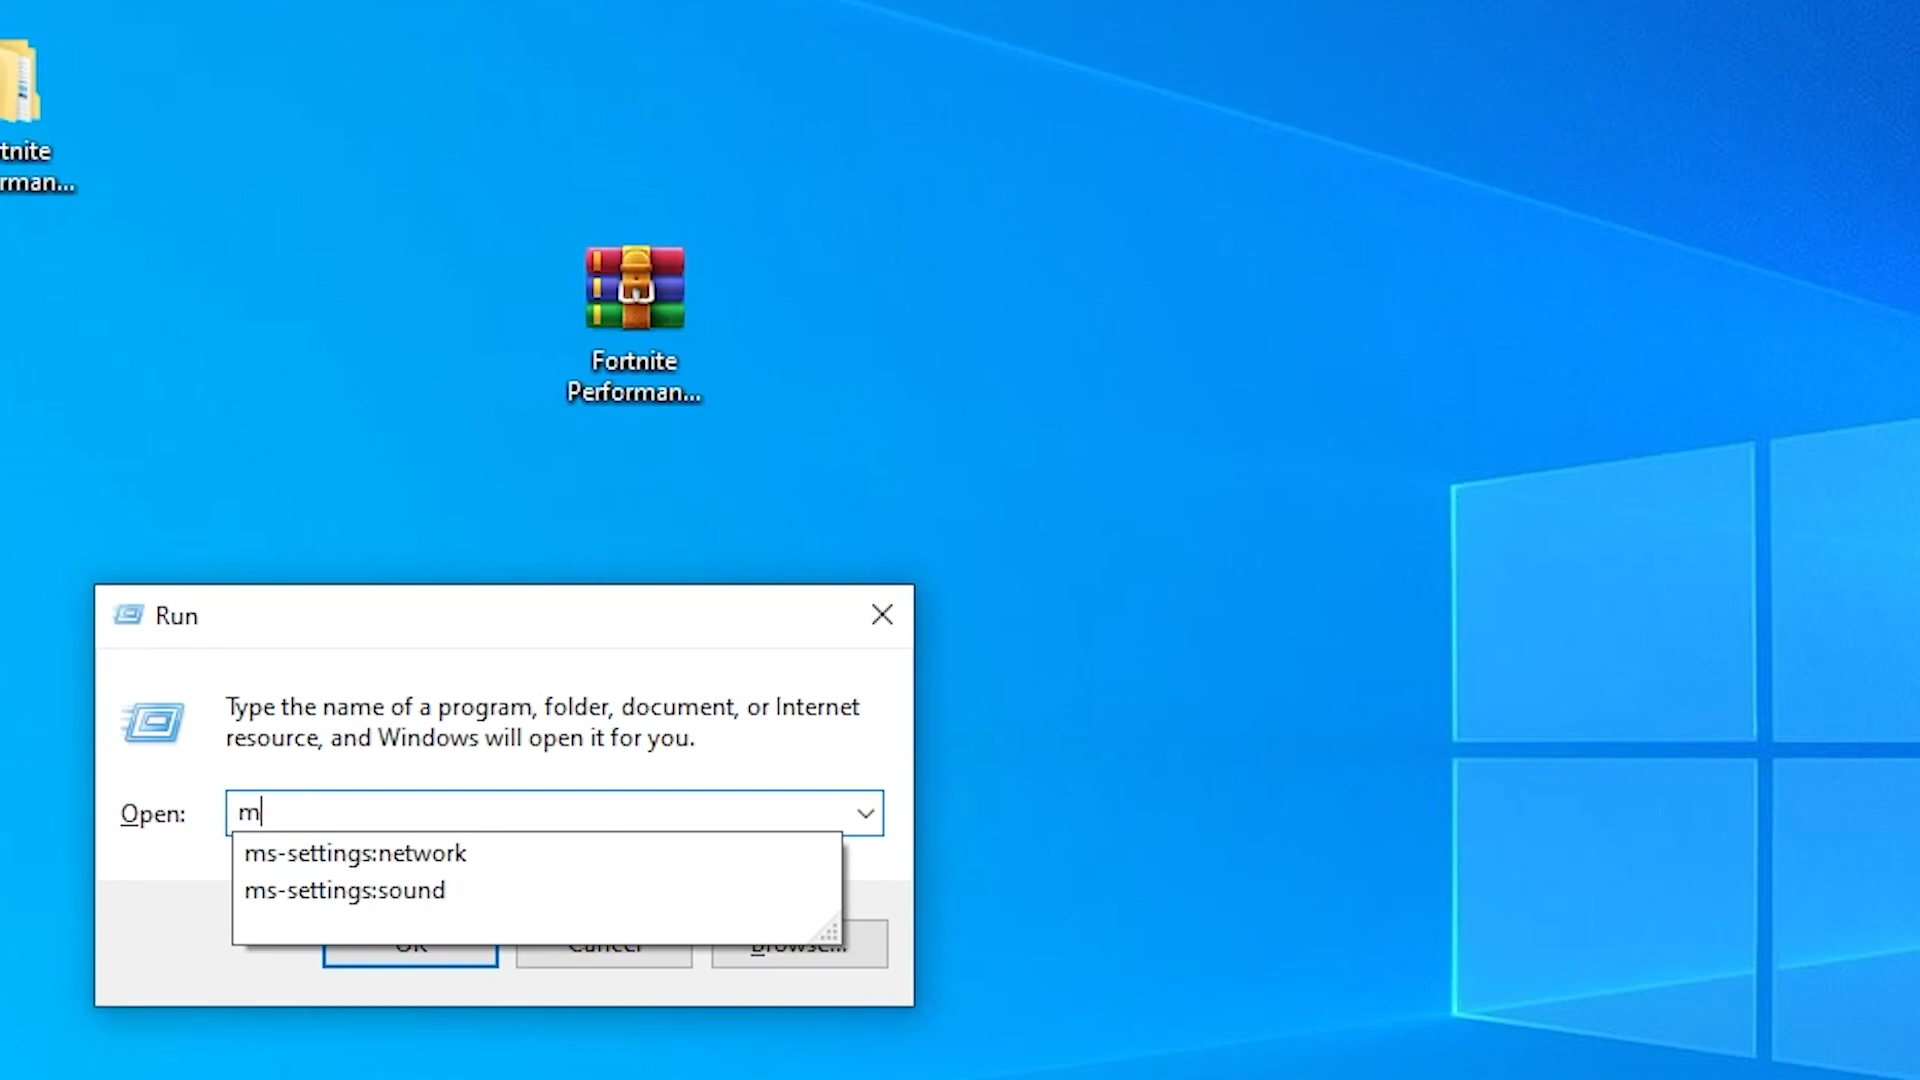 tnite
rman...
Fortnite
Performan...
Run
Type the name of a program, folder, document, or Internet
resource, and Windows will open it for you.
Open:
m
ms-settings:network
ms-settings:sound
OK
Cancel
Browse...